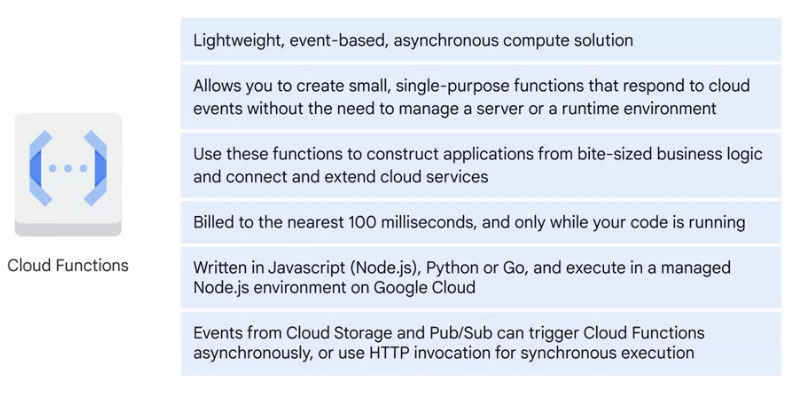 Lightweight, event-based, asynchronous compute solution
Allows you to create small, single-purpose functions that respond to cloud
events without the need to manage a server or a runtime environment
Use these functions to construct applications from bite-sized business logic
and connect and extend cloud services
Billed to the nearest 100 milliseconds, and only while your code is running
Cloud Functions
Written in Javascript (Node.js), Python or Go, and execute in a managed
Node.js environment on Google Cloud
Events from Cloud Storage and Pub/Sub can trigger Cloud Functions
asynchronously, or use HTTP invocation for synchronous execution